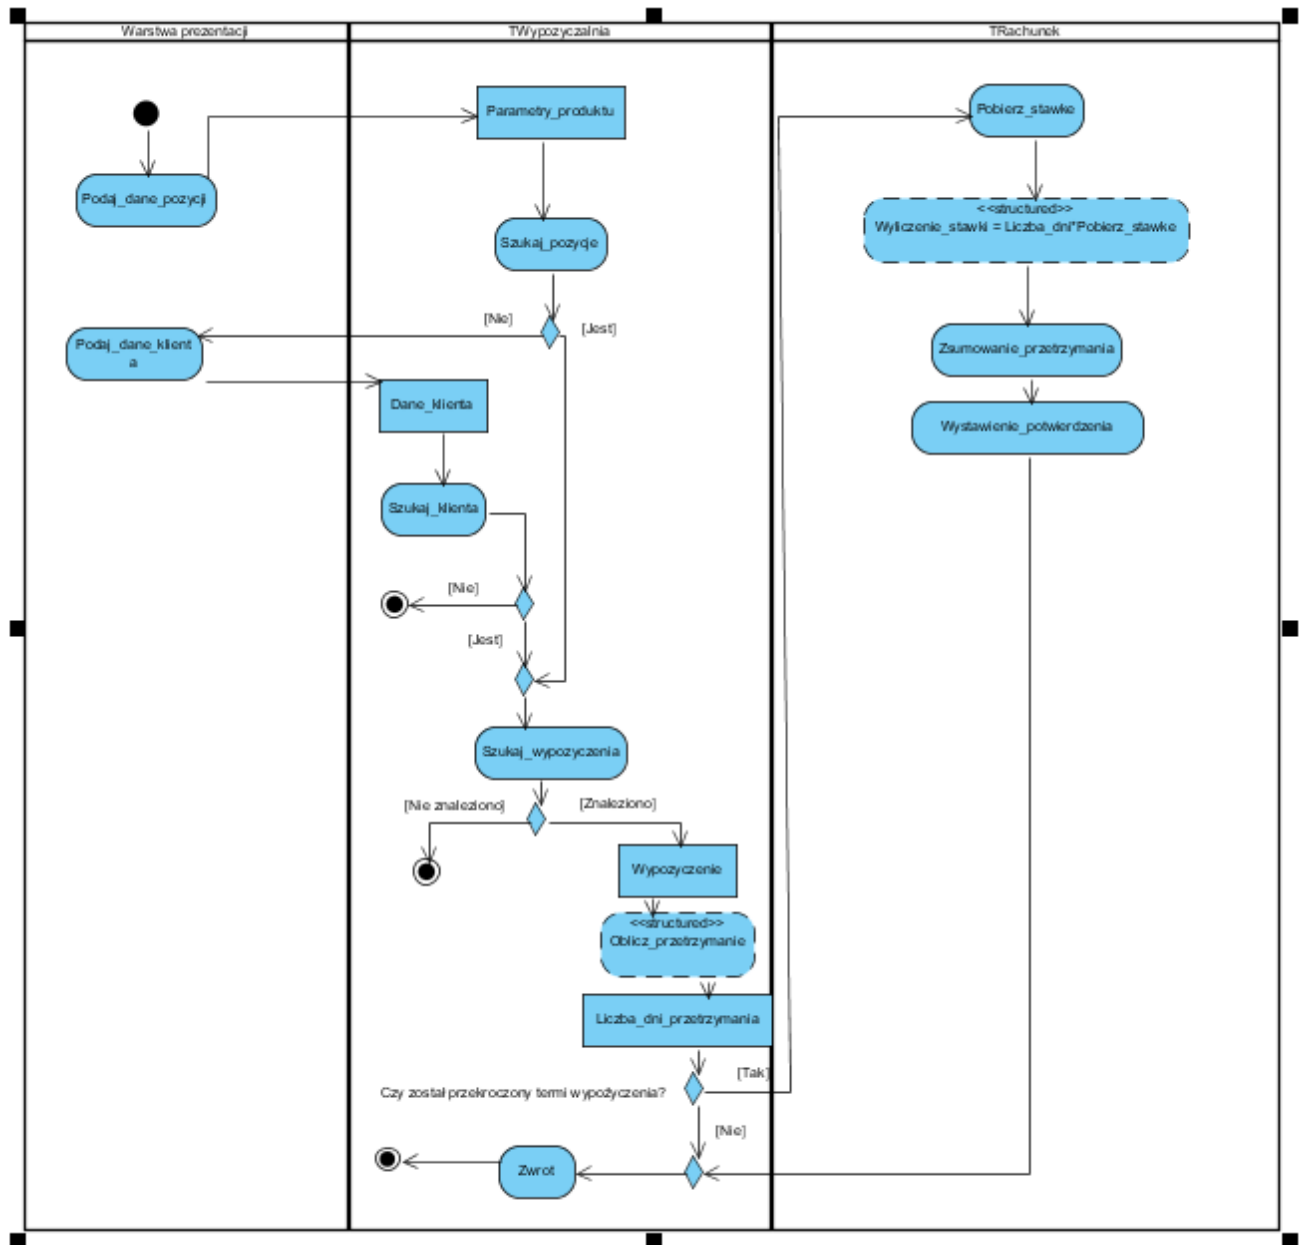 Warstwa prezentacji
TWypozyczalnia
TRachunek
Parametry_produktu
Pobierz_stawke
Podaj_dane_pozycji
<<structured>>
Wyliczenie_stawki = Liczba_dni*Pobierz_stawke
Szukaj_pozycje
[Nie]
[Jest]
Podaj_dane_klient
a
Zsumowanie_przetrzymania
Dane_klienta
Wystawienie_potwierdzenia
Szukaj_klienta
[Nie]
[Jest]
Szukaj_wypozyczenia
[Nie znaleziono]
[Znaleziono]
Wypozyczenie
<<structured>>
Oblicz_przetrzymanie
Liczba_dni_przetrzymania
[Tak]
Czy został przekroczony termi wypożyczenia?
[Nie]
Zwrot